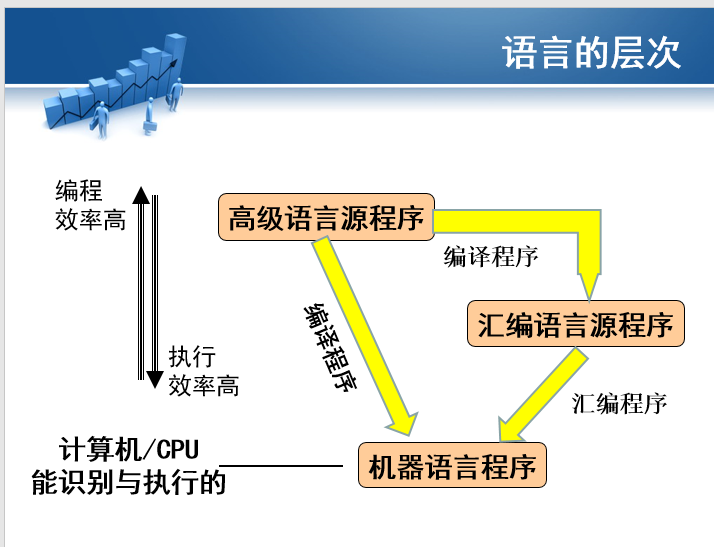 语言的层次
编程
效率高
高级语言源程序
编译程序
汇编语言源程序
编译程序
执行
效率高
汇编程序
计算机/CPU
能识别与执行的
机器语言程序